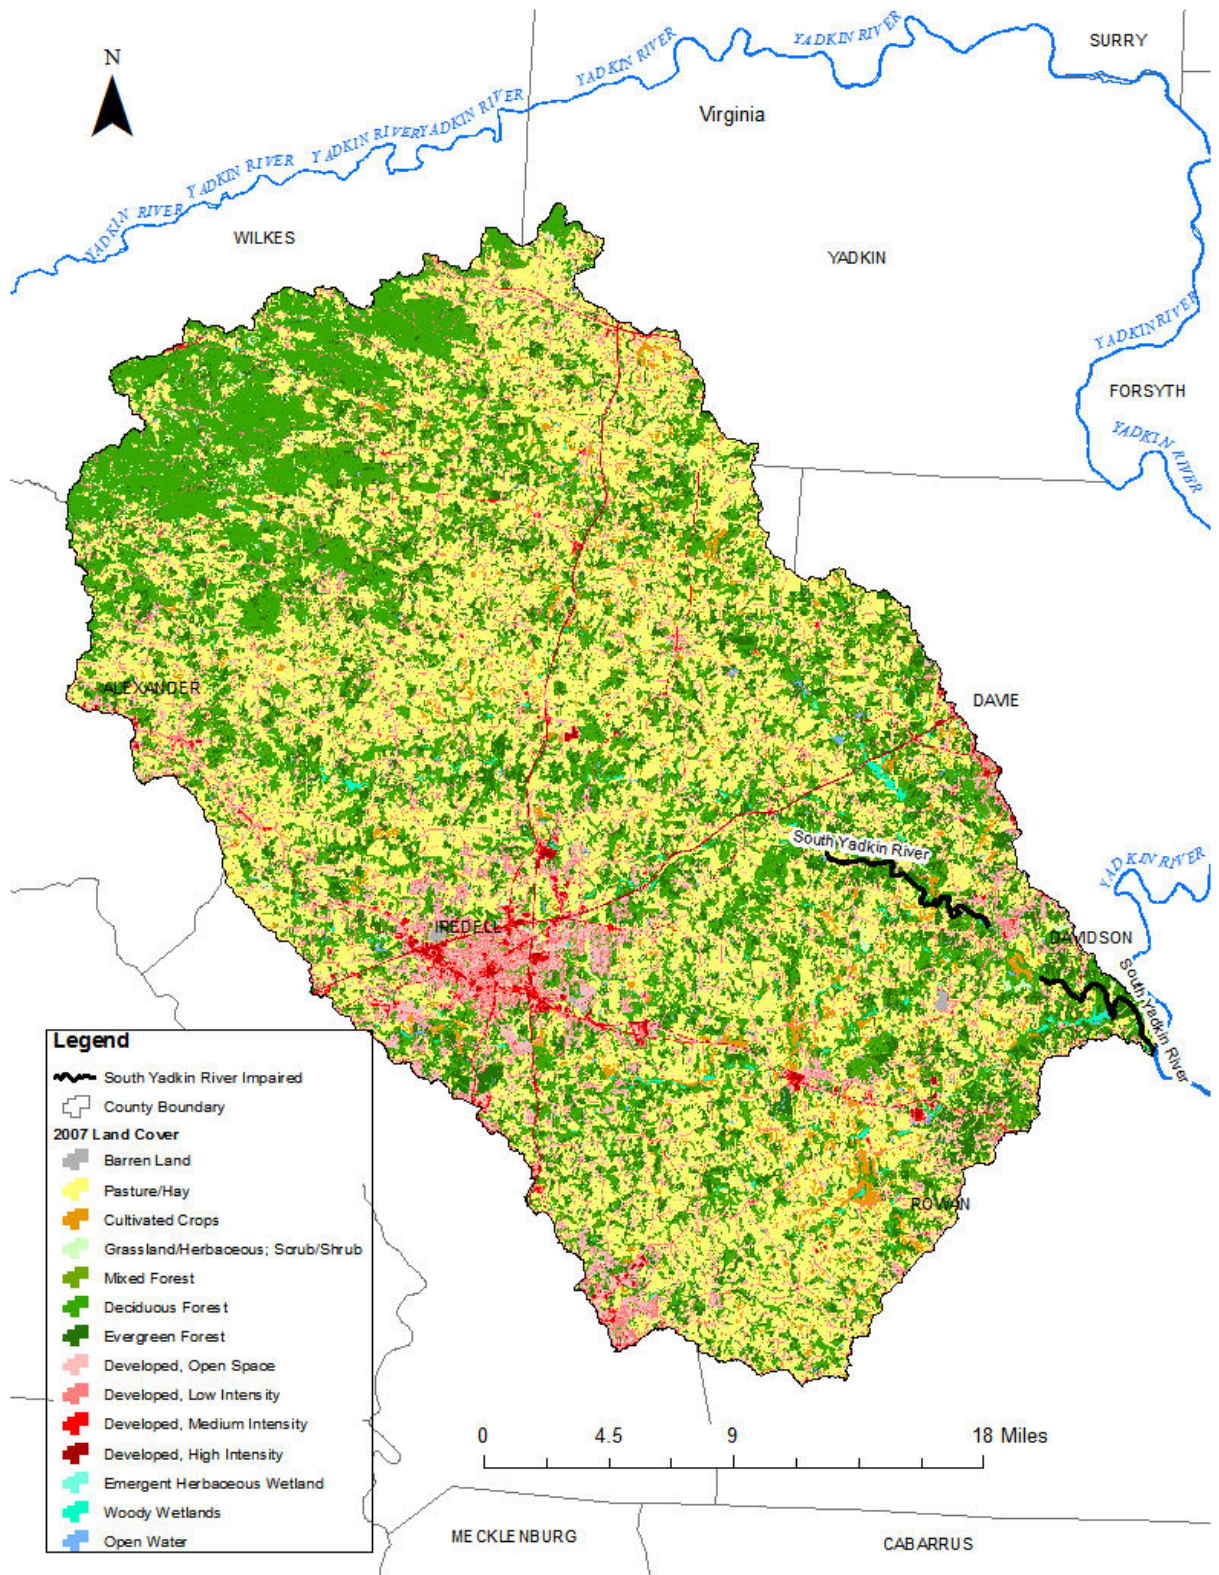 SURRY
YADKIN RIVER
YADKIN RIVER
N
Virginia
YADKIN RIVER
YADKIN RIVER
YADKIN RIVER
YADKIN RIVER
WILKES
YADKIN
YADKIN RIVER
FORSYTH
YADKIN RIVER
ALEXANDER
DAVIE
South Yadkin River
YADKIN RIVER
IREDELL
DAVIDSON
South Yadkin River
Legend
South Yadkin River Impaired
County Boundary
2007 Land Cover
Barren Land
Pasture/Hay
Cultivated Crops
Grassland/Herbaceous; Scrub/Shrub
Mixed Forest
Deciduous Forest
Evergreen Forest
Developed, Open Space
Developed, Low Intensity
Developed, Medium Intensity
Developed, High Intensity
Emergent Herbaceous Wetland
Woody Wetlands
Open Water
ROWAN
0 4.5 9 18 Miles
MECKLENBURG
CABARRUS